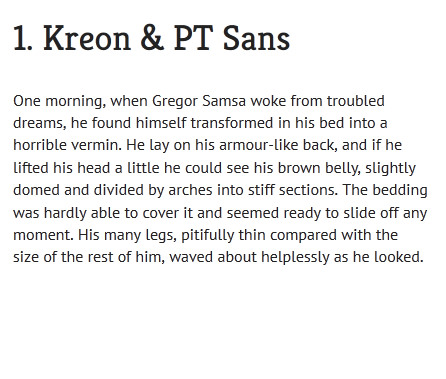 1. Kreon & PT Sans
One morning, when Gregor Samsa woke from troubled
dreams, he found himself transformed in his bed into a
horrible vermin. He lay on his armour-like back, and if he
lifted his head a little he could see his brown belly, slightly
domed and divided by arches into stiff sections. The bedding
was hardly able to cover it and seemed ready to slide off any
moment. His many legs, pitifully thin compared with the
size of the rest of him, waved about helplessly as he looked.